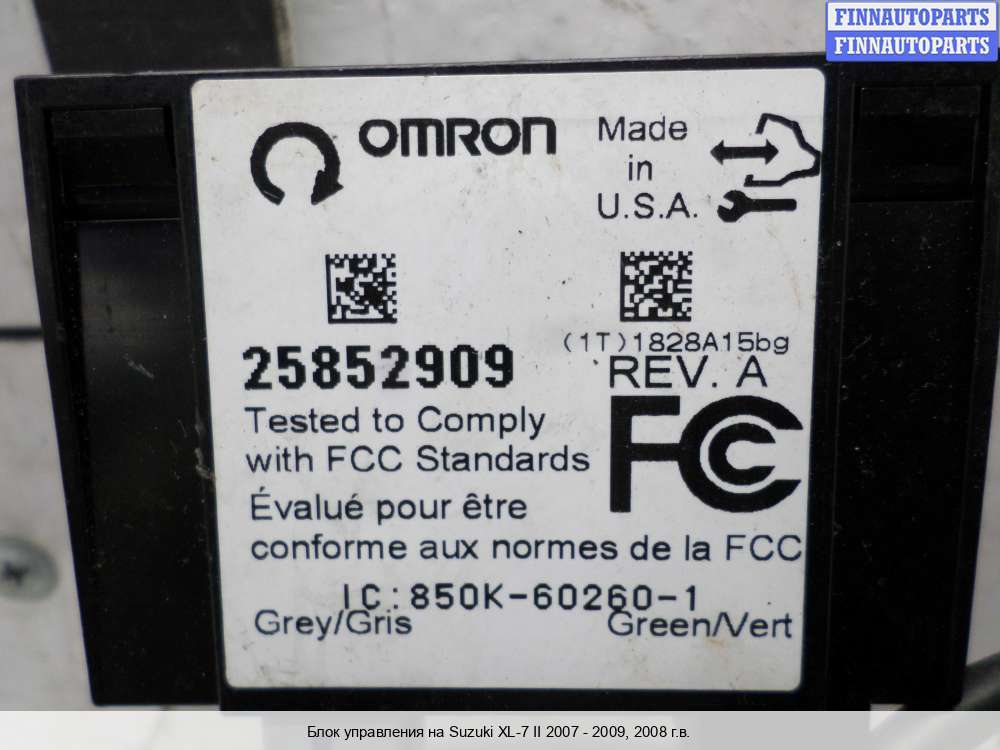 FINNAUTOPARTS
FINNAUTOPARTS
OMRON
Made
in
U.S.A.
25852909
(1T)1828A15bg
REV. A
Tested to Comply
with FCC Standards
FC
Évalué pour être
conforme aux normes de la FCC
IC:850K-60260-1
Grey/Gris Green/Vert
Блок управления на Suzuki XL-7 II 2007 - 2009, 2008 г.в.